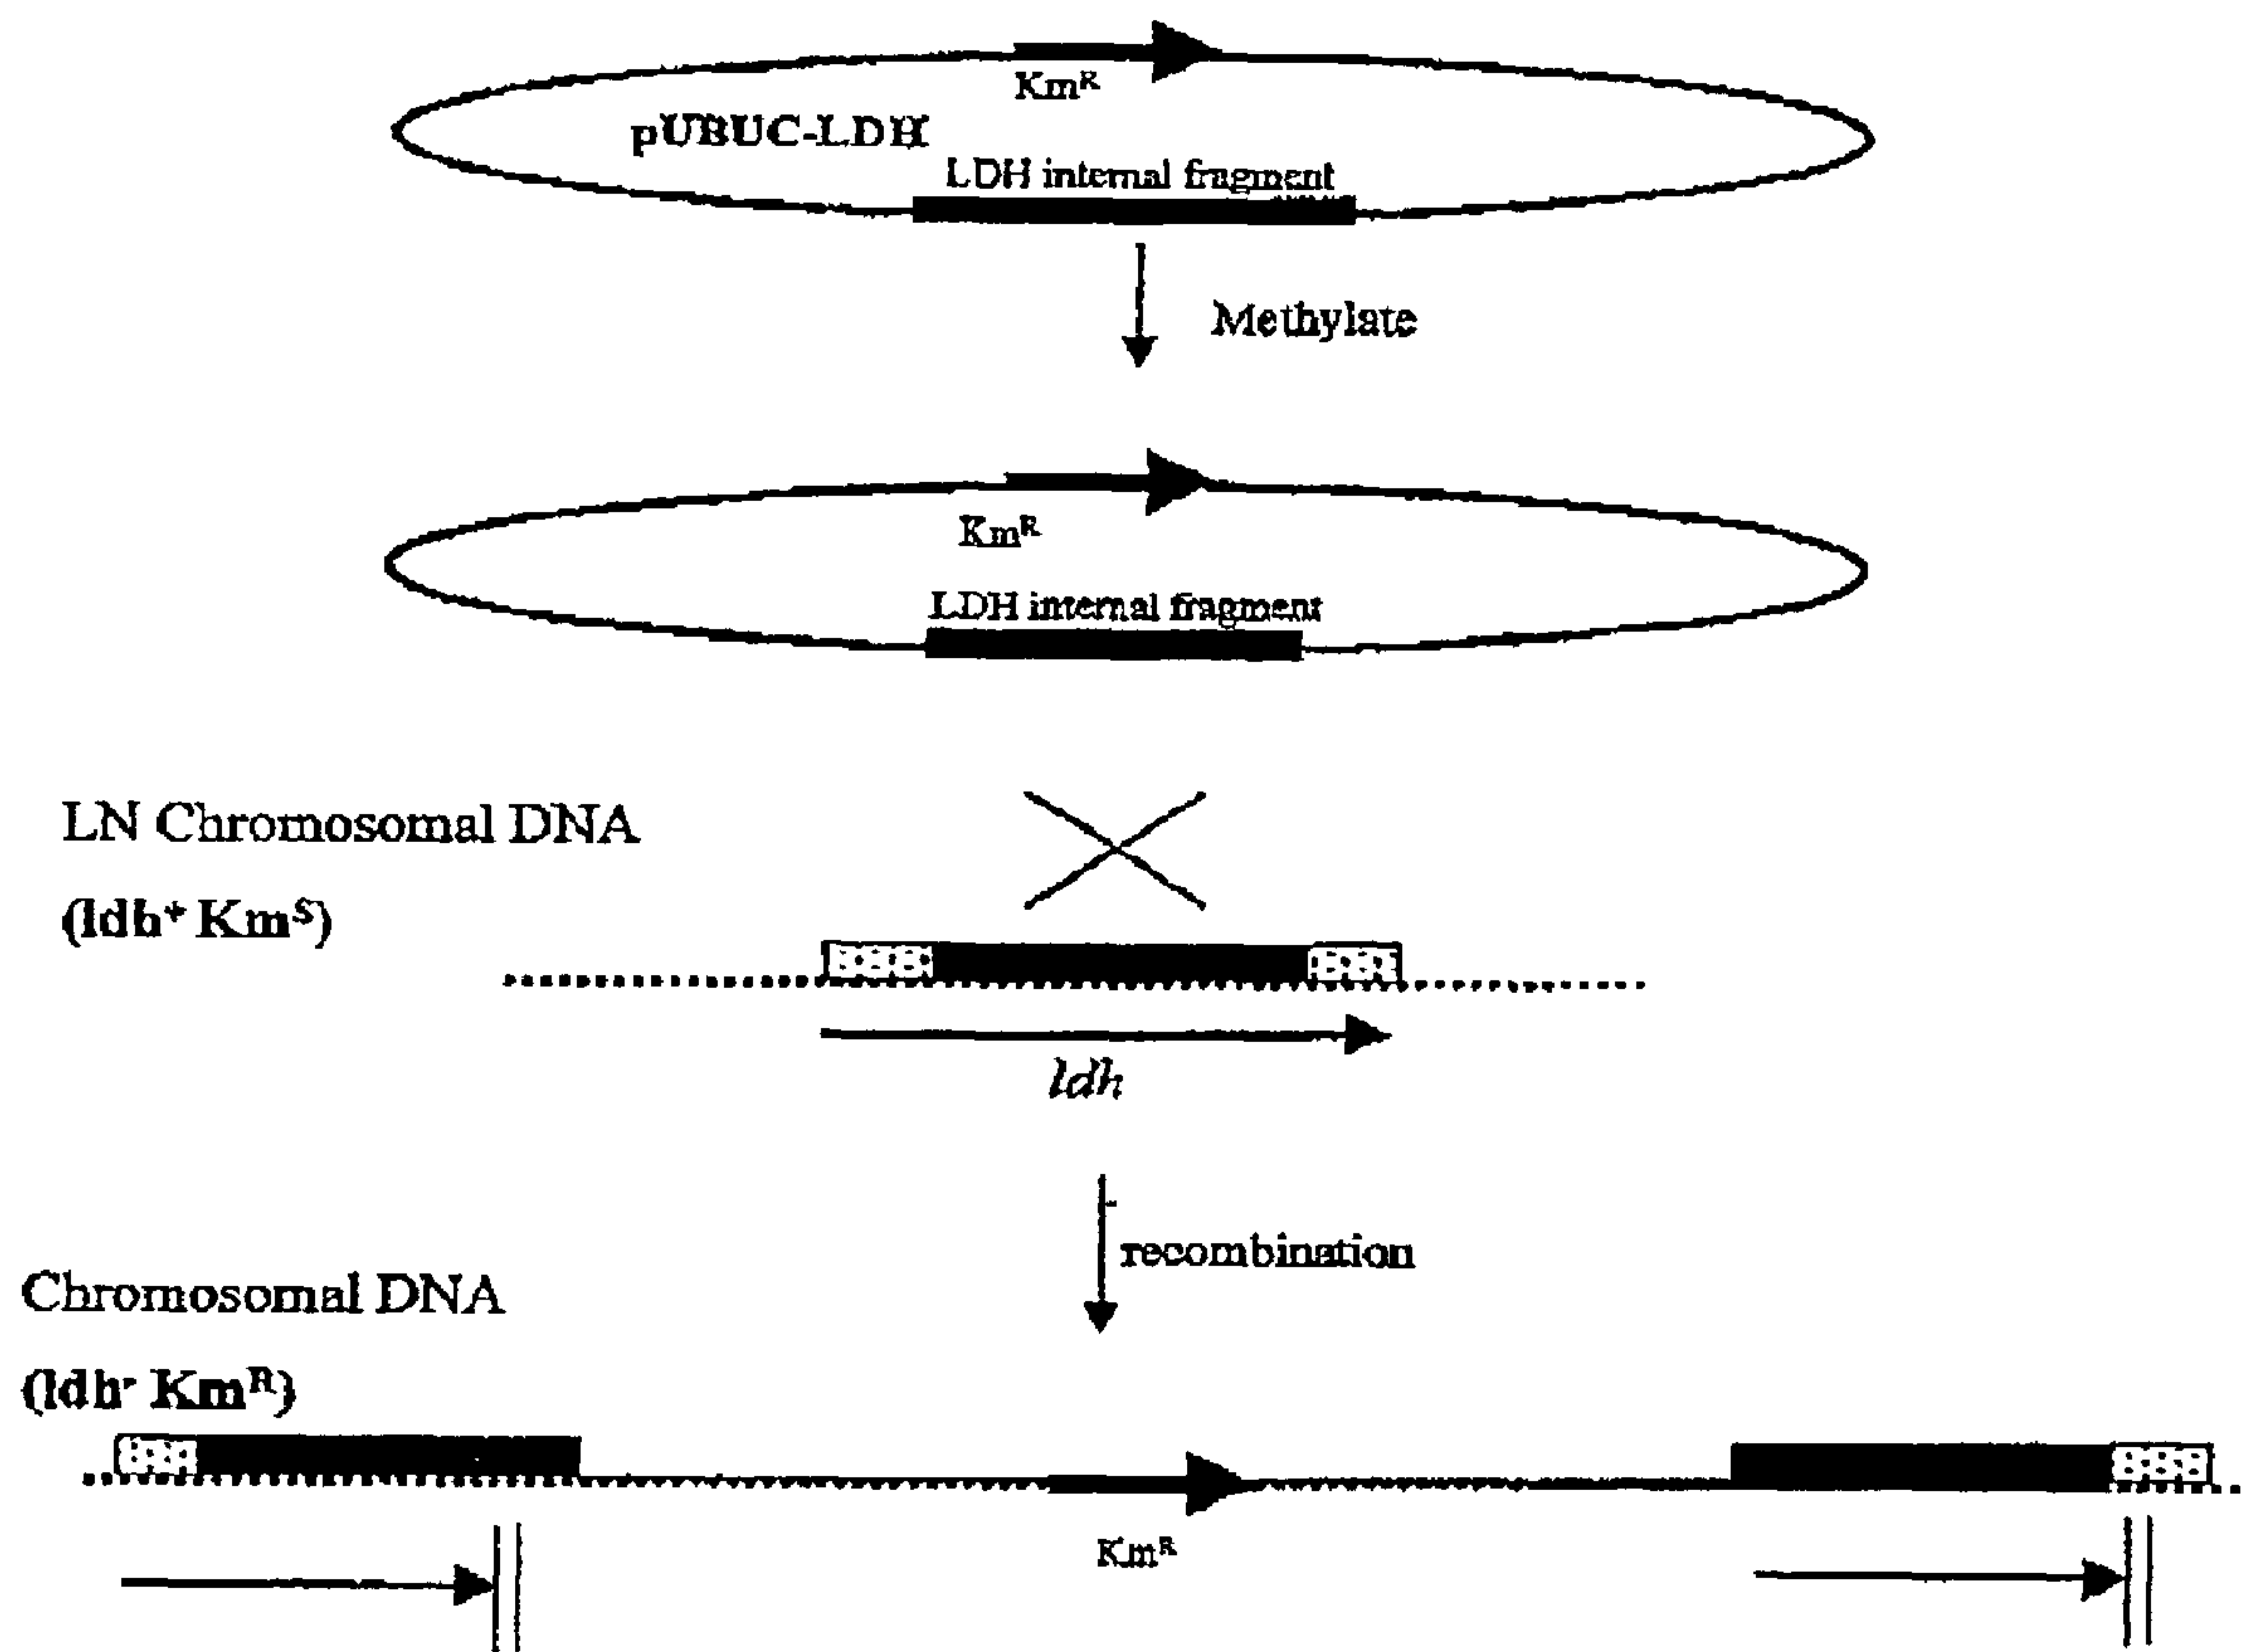 Km^R
pUBUC-LDH
LDH internal fragment
Methylate
Km^R
LDH internal fragment
LN Chromosomal DNA
(ldh⁺ Km^S)
ldh
recombination
Chromosomal DNA
(ldh⁻ Km^R)
Km^R